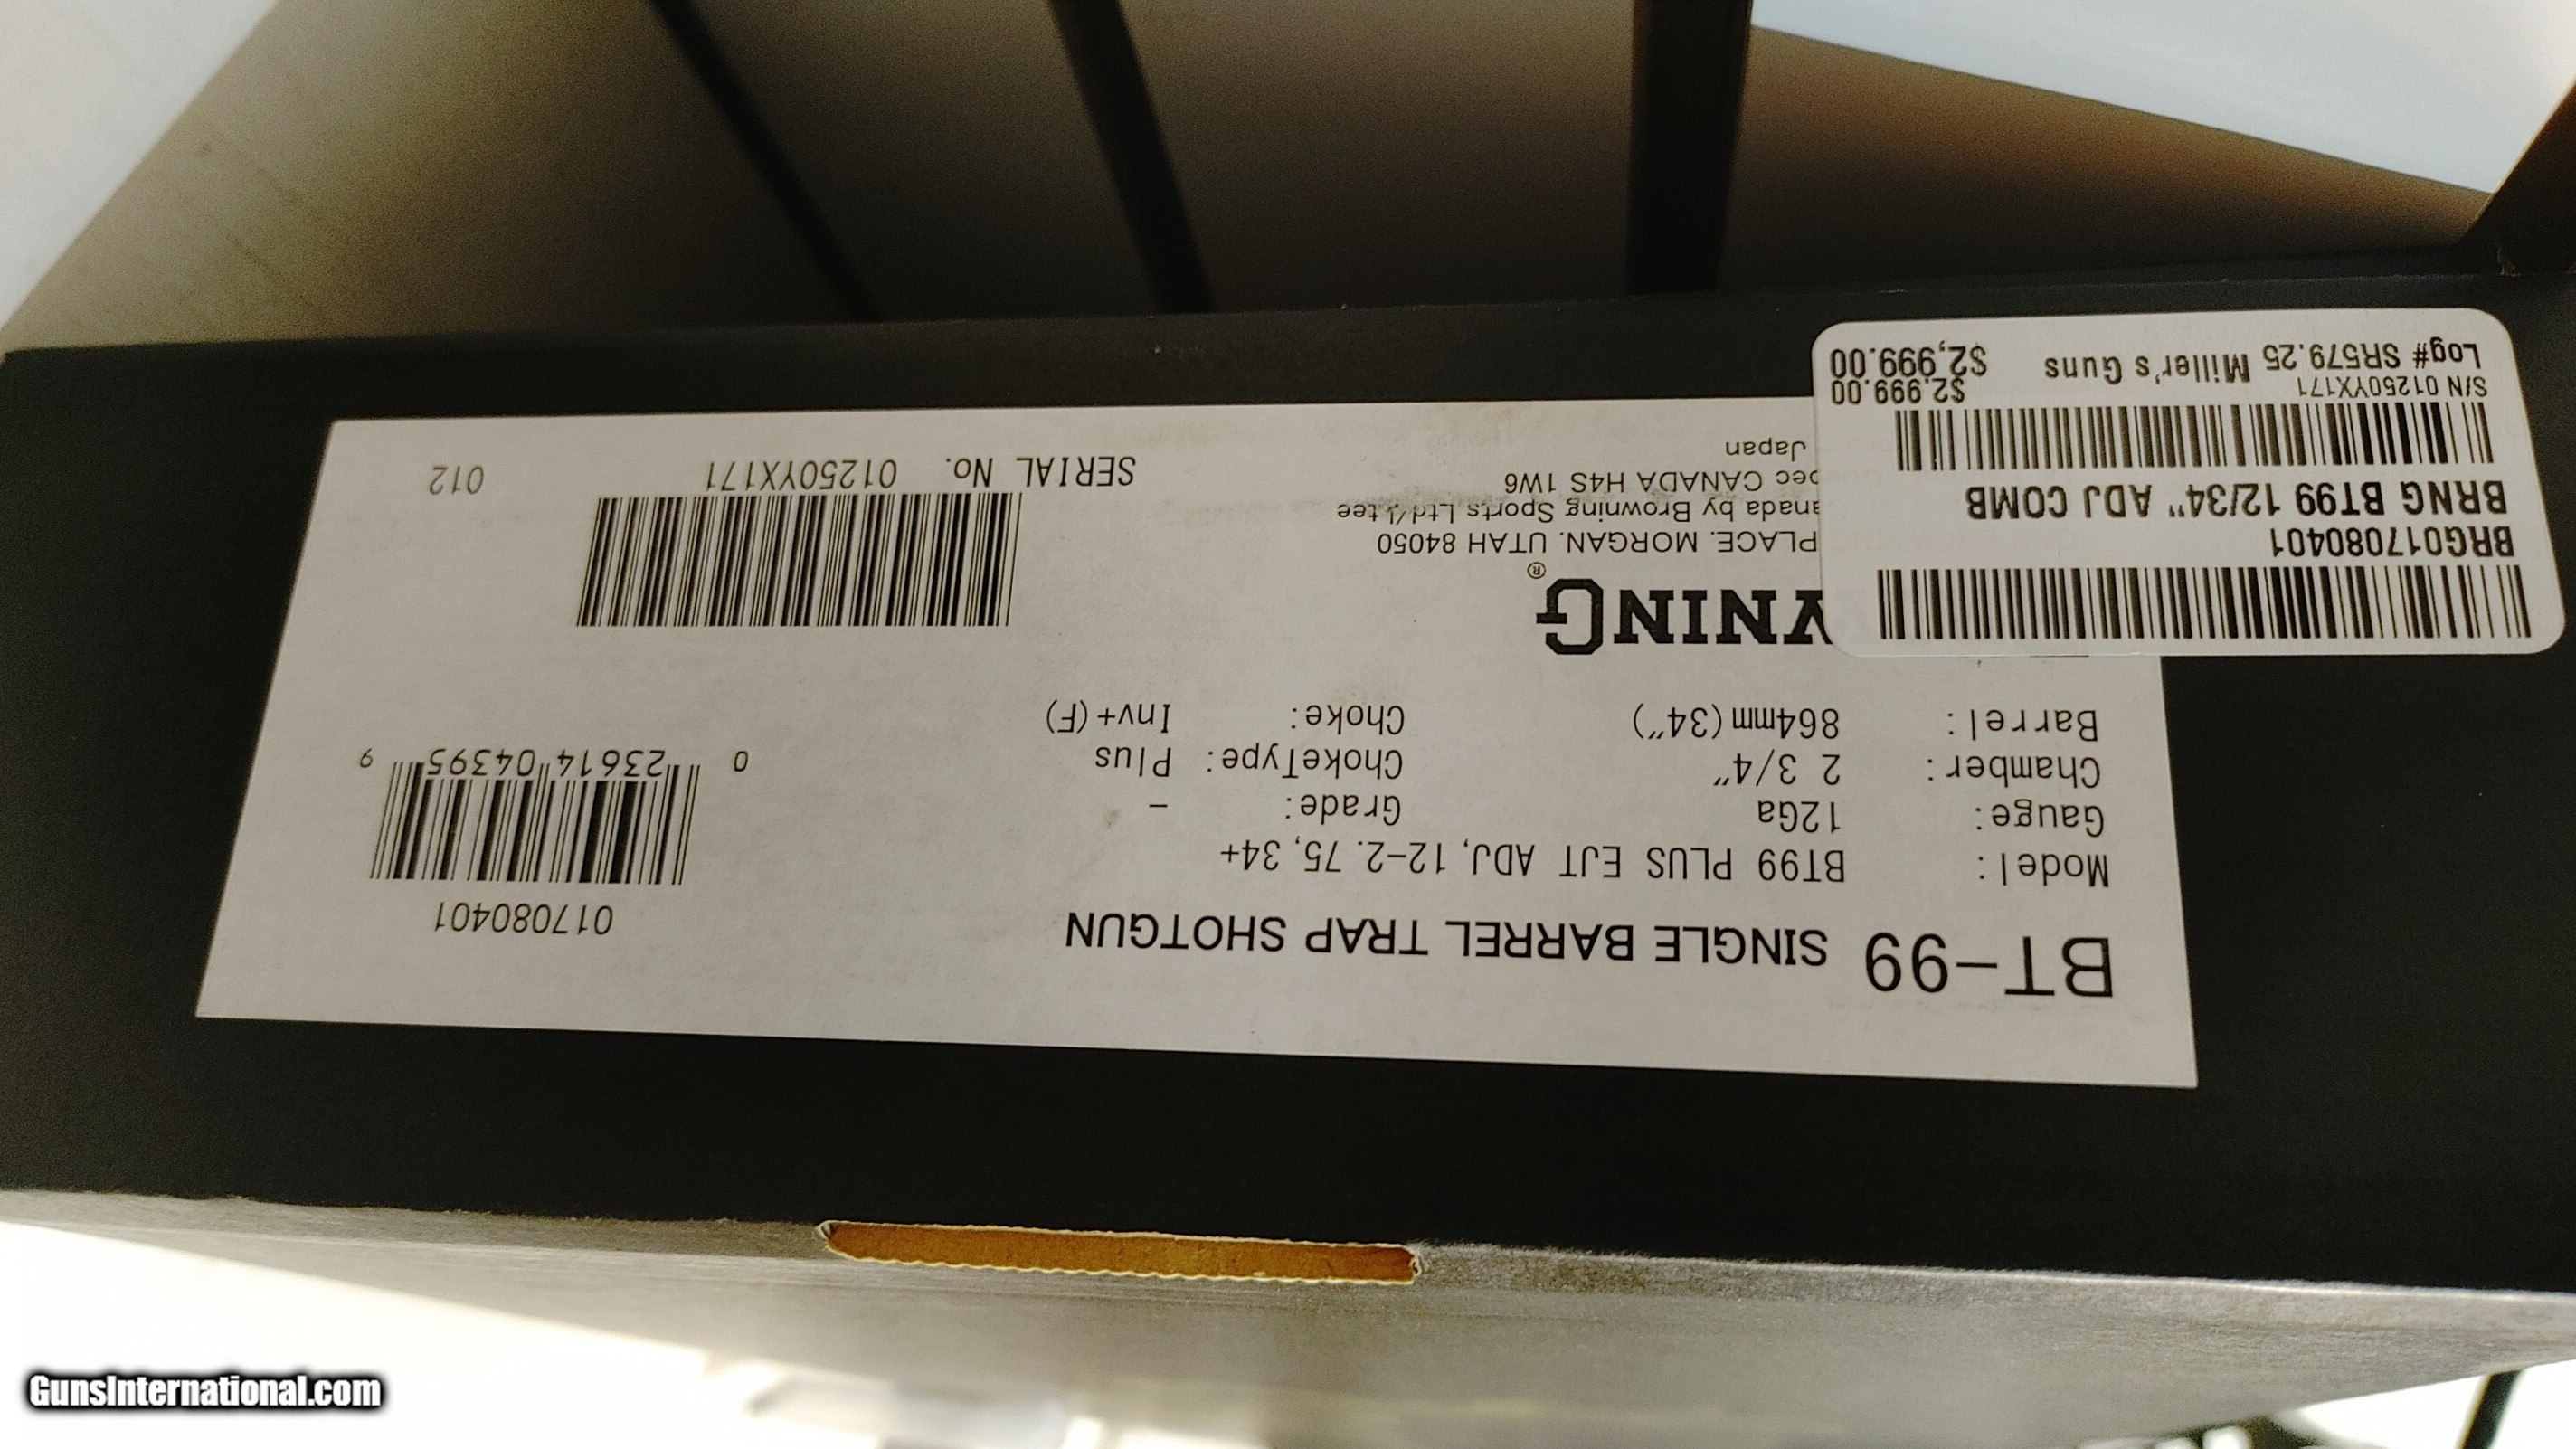 BT-99 SINGLE BARREL TRAP SHOTGUN
017080401
Model: BT99 PLUS EJT ADJ, 12-2.75, 34+
Gauge: 12Ga Grade: -
Chamber: 2 3/4" ChokeType: Plus
Barrel: 864mm(34") Choke: Inv+(F)
0 23614 04395 9
WNING®
PLACE. MORGAN. UTAH 84050
anada by Browning Sports Ltd/Ltee
bec CANADA H4S 1W6
Japan
SERIAL No. 01250YX171
012
BRG017080401
BRNG BT99 12/34" ADJ COMB
S/N 01250YX171 $2,999.00
Log# SR579.25 Miller's Guns $2,999.00
GunsInternational.com